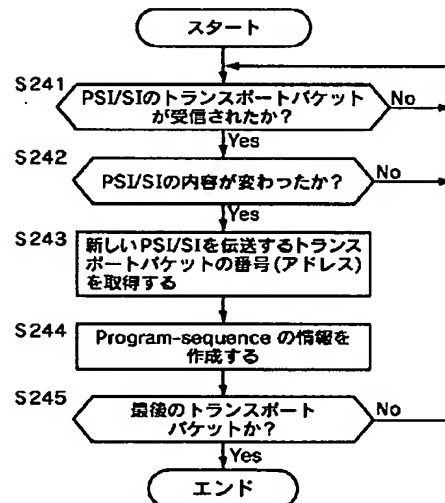 スタート
S241
PSI/SIのトランスポートパケット
が受信されたか?
No
Yes
S242
PSI/SIの内容が変わったか?
No
Yes
S243
新しいPSI/SIを伝送するトランス
ポートパケットの番号(アドレス)
を取得する
S244
Program-sequence の情報を
作成する
S245
最後のトランスポート
パケットか?
No
Yes
エンド